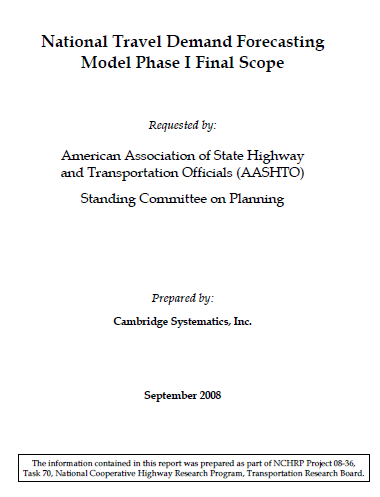 National Travel Demand Forecasting
Model Phase I Final Scope
Requested by:
American Association of State Highway
and Transportation Officials (AASHTO)
Standing Committee on Planning
Prepared by:
Cambridge Systematics, Inc.
September 2008
The information contained in this report was prepared as part of NCHRP Project 08-36,
Task 70, National Cooperative Highway Research Program, Transportation Research Board.